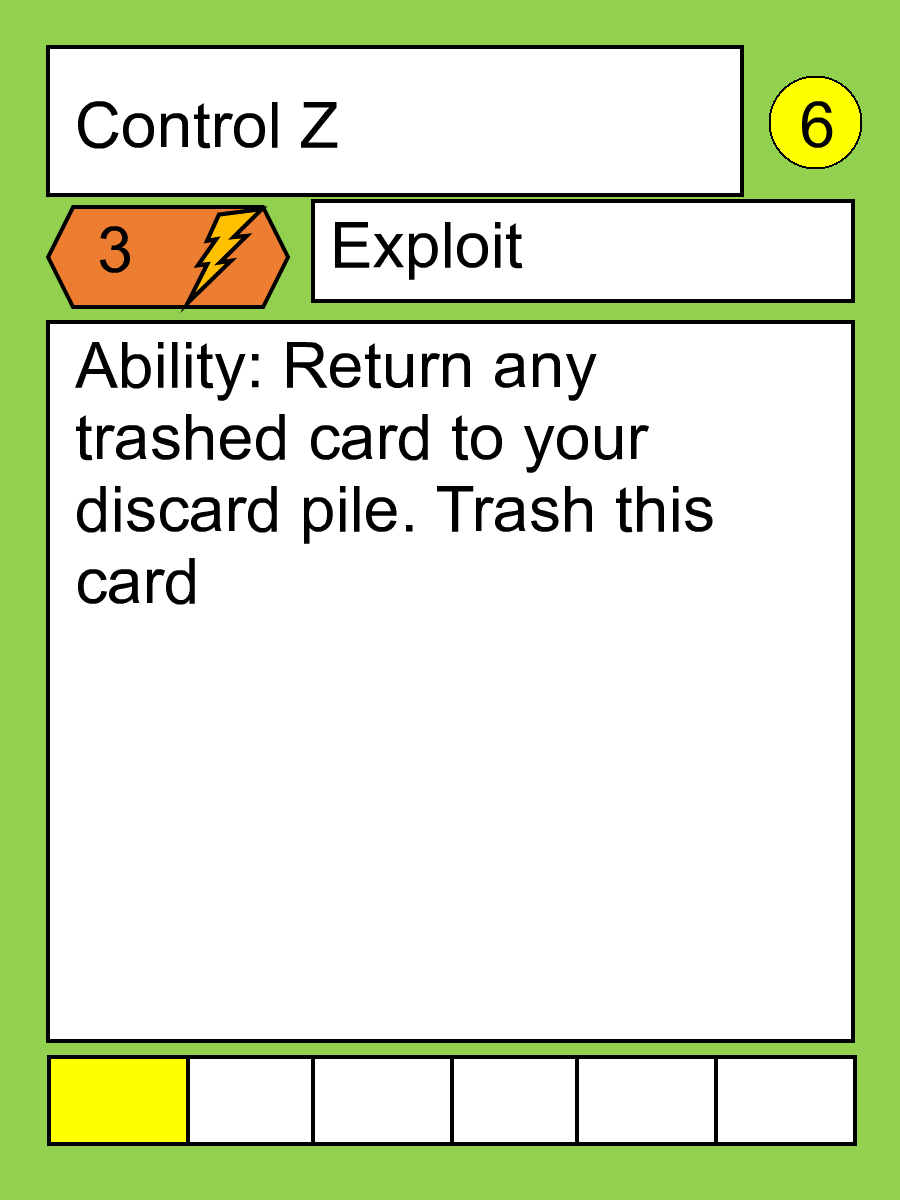 Control Z
6
3
Exploit
Ability: Return any
trashed card to your
discard pile. Trash this
card